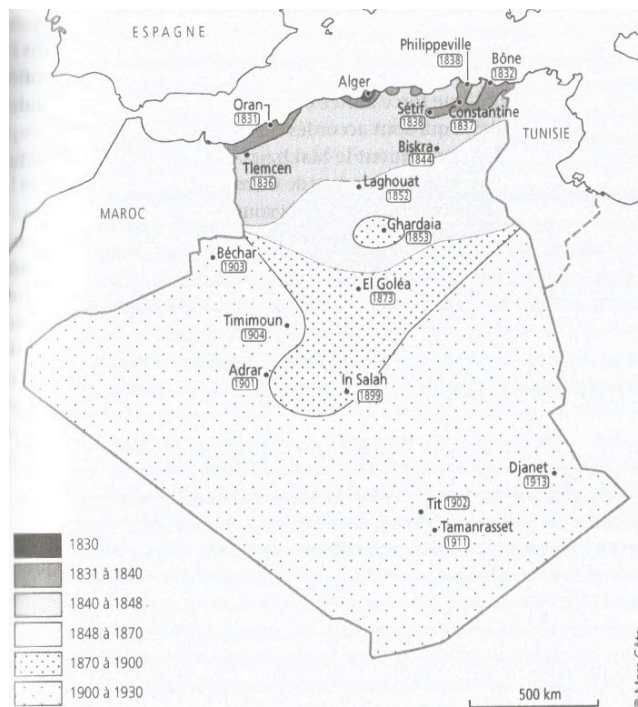 ESPAGNE
Philippeville
1838
Bône
1832
Alger
Oran
1831
Sétif
1838
Constantine
1837
TUNISIE
Biskra
1844
Tlemcen
1836
Laghouat
1852
MAROC
Ghardaia
1853
Béchar
1903
El Goléa
1873
Timimoun
1904
Adrar
1901
In Salah
1899
Djanet
1913
Tit 1902
Tamanrasset
1911
1830
1831 à 1840
1840 à 1848
1848 à 1870
1870 à 1900
1900 à 1930
500 km